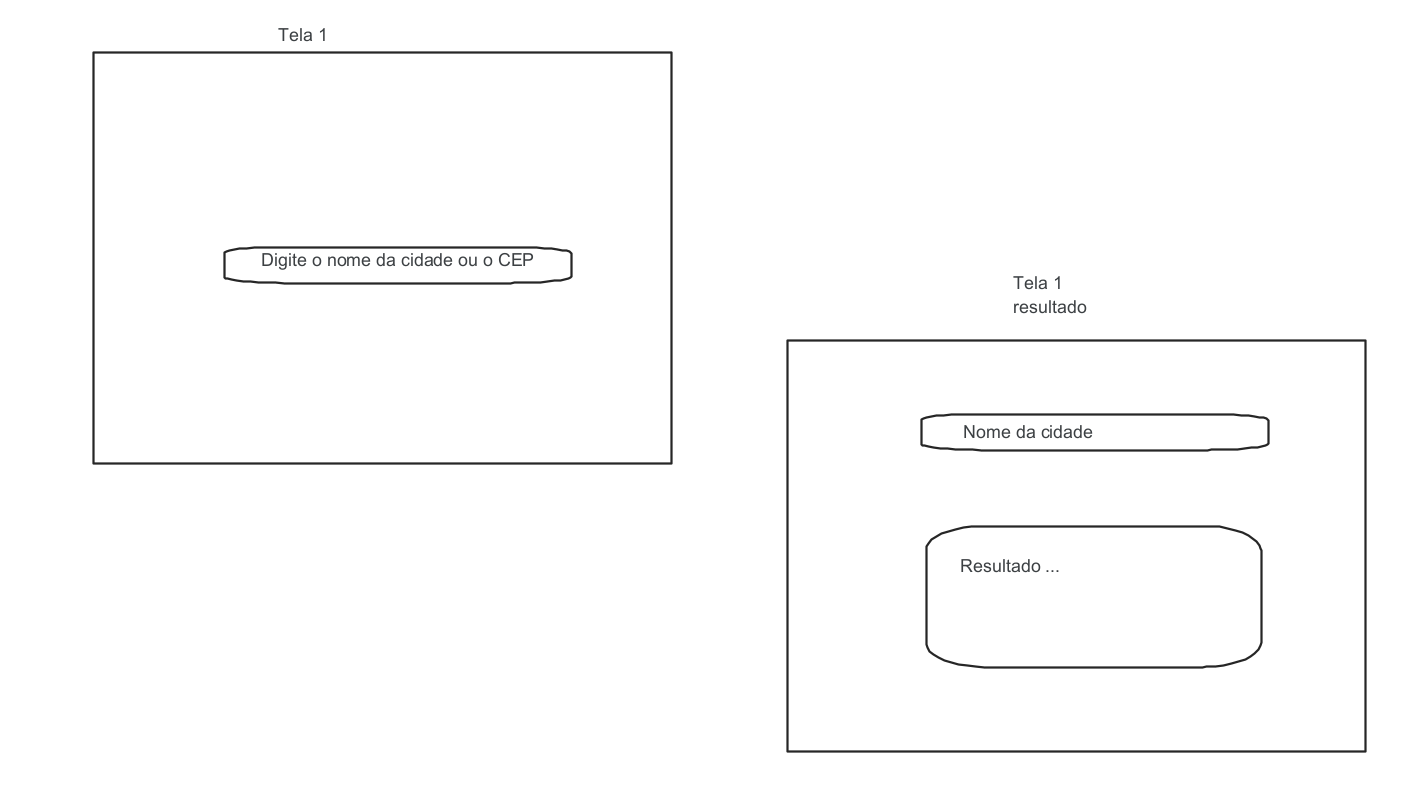 Tela 1
Digite o nome da cidade ou o CEP
Tela 1
resultado
Nome da cidade
Resultado ...